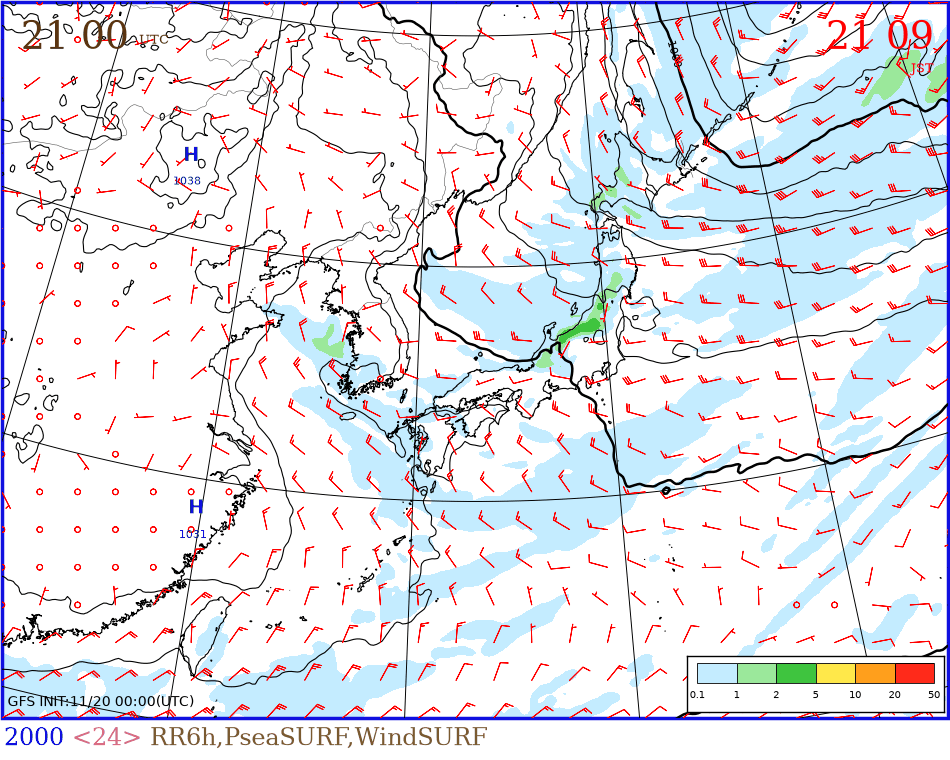 21 00 UTC
21 09 JST
H
1038
H
1031
GFS INIT:11/20 00:00(UTC)
0.1 1 2 5 10 20 50
2000 <24> RR6h,PseaSURF,WindSURF